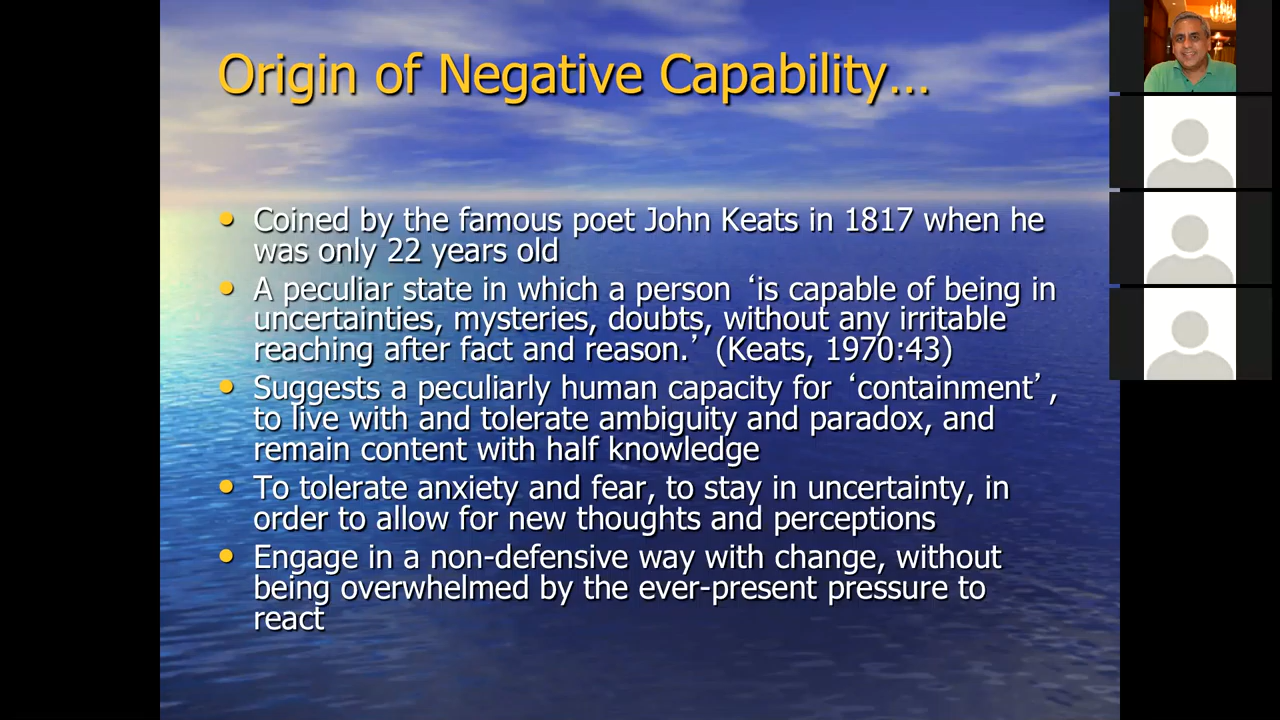 Origin of Negative Capability...
• Coined by the famous poet John Keats in 1817 when he
was only 22 years old
• A peculiar state in which a person ‘is capable of being in
uncertainties, mysteries, doubts, without any irritable
reaching after fact and reason.’ (Keats, 1970:43)
• Suggests a peculiarly human capacity for ‘containment’,
to live with and tolerate ambiguity and paradox, and
remain content with half knowledge
• To tolerate anxiety and fear, to stay in uncertainty, in
order to allow for new thoughts and perceptions
• Engage in a non-defensive way with change, without
being overwhelmed by the ever-present pressure to
react